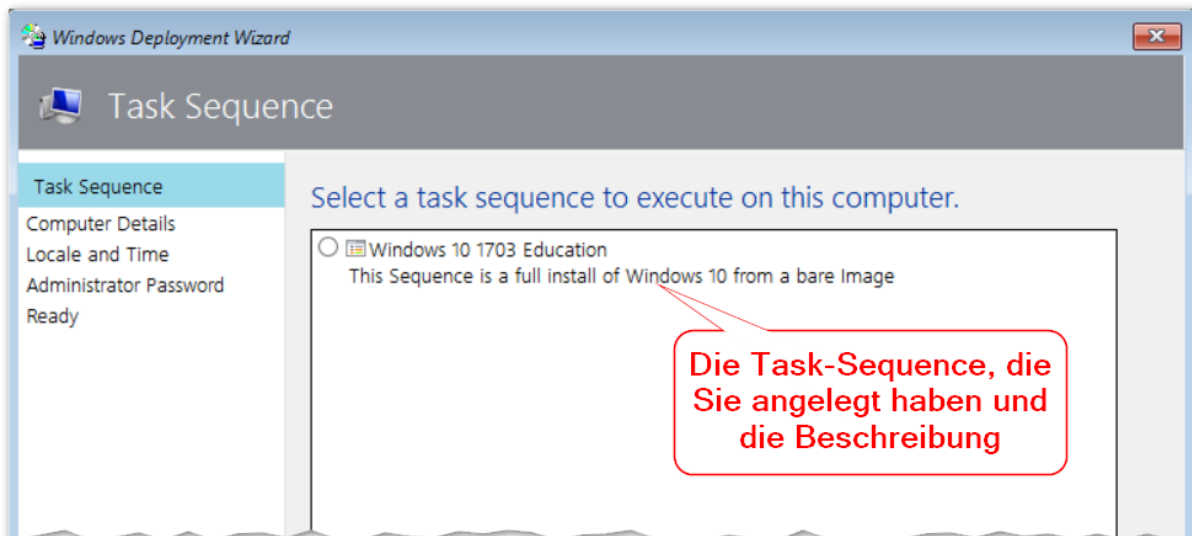 Windows Deployment Wizard
Task Sequence
Task Sequence
Computer Details
Locale and Time
Administrator Password
Ready
Select a task sequence to execute on this computer.
Windows 10 1703 Education
This Sequence is a full install of Windows 10 from a bare Image
Die Task-Sequence, die
Sie angelegt haben und
die Beschreibung